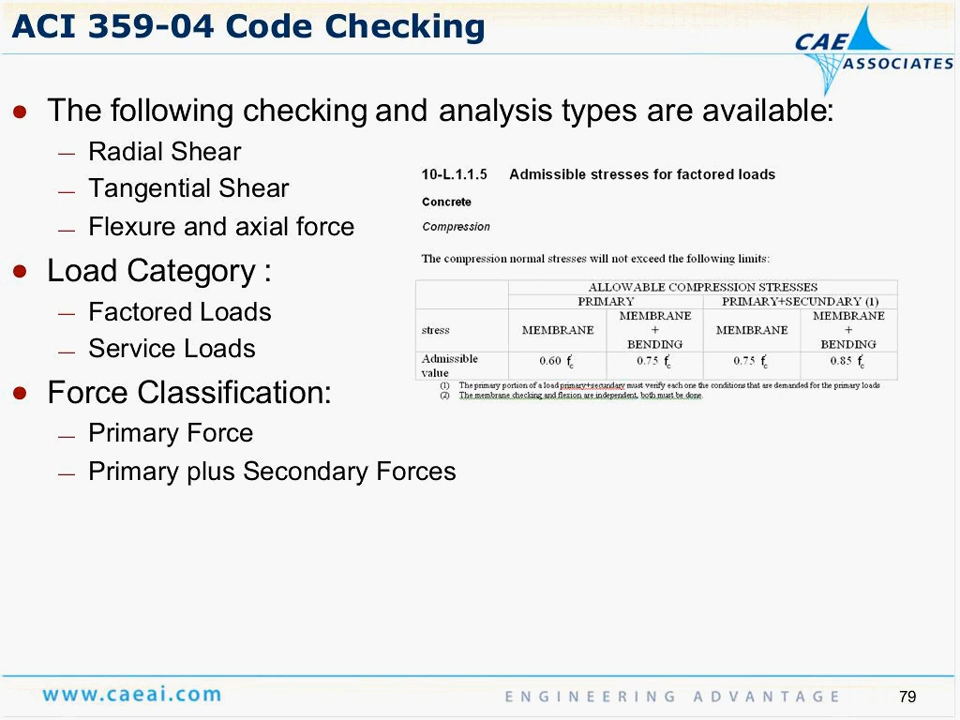 ACI 359-04 Code Checking
CAE
ASSOCIATES
• The following checking and analysis types are available:
— Radial Shear
— Tangential Shear
— Flexure and axial force
• Load Category :
— Factored Loads
— Service Loads
• Force Classification:
— Primary Force
— Primary plus Secondary Forces
10-L.1.1.5 Admissible stresses for factored loads
Concrete
Compression
The compression normal stresses will not exceed the following limits:
ALLOWABLE COMPRESSION STRESSES
PRIMARY PRIMARY+SECUNDARY (1)
stress MEMBRANE MEMBRANE + BENDING MEMBRANE MEMBRANE + BENDING
Admissible value 0.60 f'c 0.75 f'c 0.75 f'c 0.85 f'c
(1) The primary portion of a load primary+secundary must verify each one the conditions that are demanded for the primary loads
(2) The membrane checking and flexion are independent, both must be done.
www.caeai.com
ENGINEERING ADVANTAGE
79